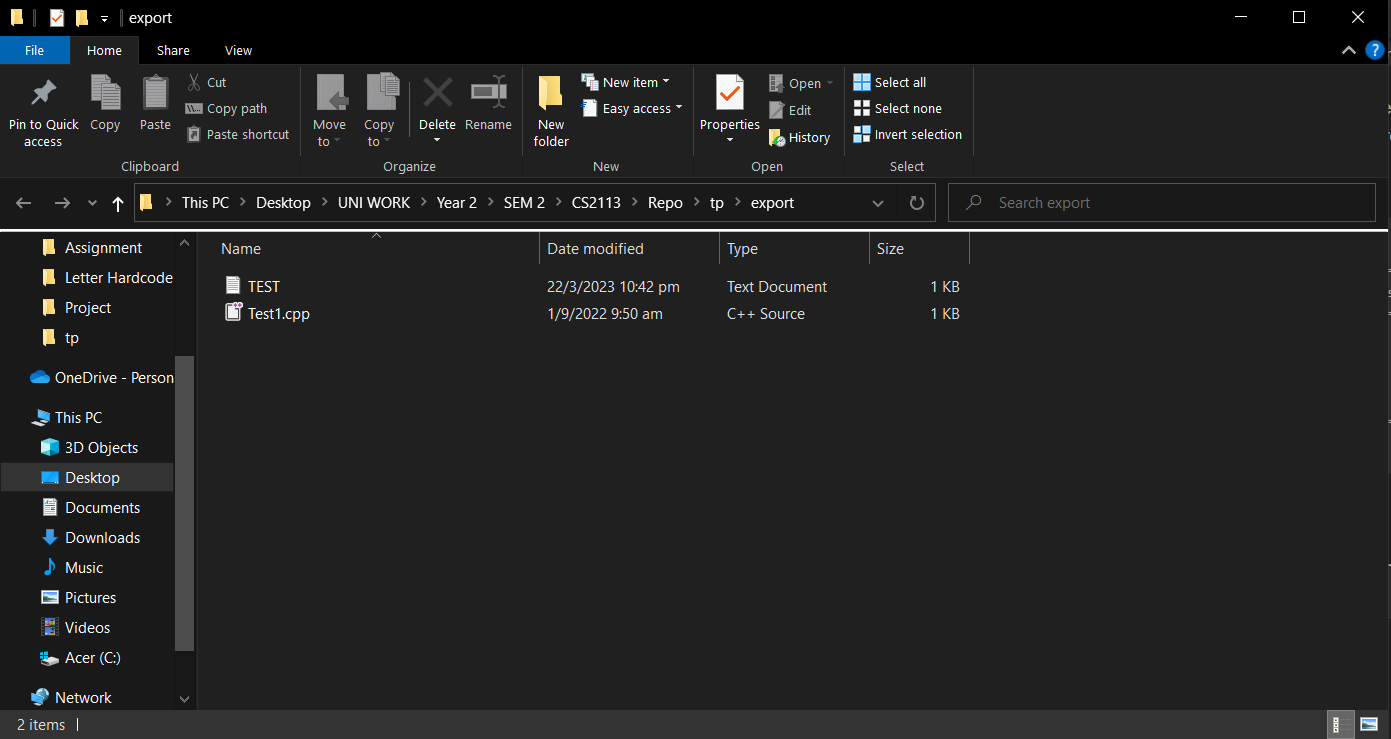 export
File Home Share View
Pin to Quick access
Copy
Paste
Cut
Copy path
Paste shortcut
Clipboard
Move to
Copy to
Delete
Rename
Organize
New folder
New item
Easy access
New
Properties
Open
Edit
History
Open
Select all
Select none
Invert selection
Select
This PC > Desktop > UNI WORK > Year 2 > SEM 2 > CS2113 > Repo > tp > export
Search export
Assignment
Letter Hardcode
Project
tp
OneDrive - Person
This PC
3D Objects
Desktop
Documents
Downloads
Music
Pictures
Videos
Acer (C:)
Network
Name Date modified Type Size
TEST 22/3/2023 10:42 pm Text Document 1 KB
Test1.cpp 1/9/2022 9:50 am C++ Source 1 KB
2 items